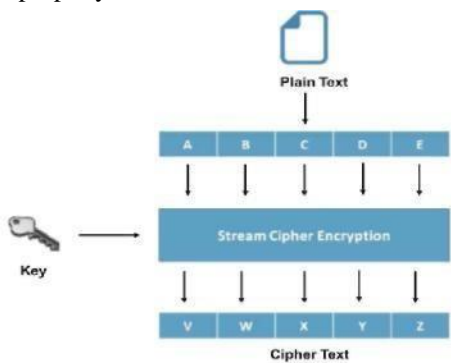 Plain Text
A B C D E
Stream Cipher Encryption
Key
V W X Y Z
Cipher Text